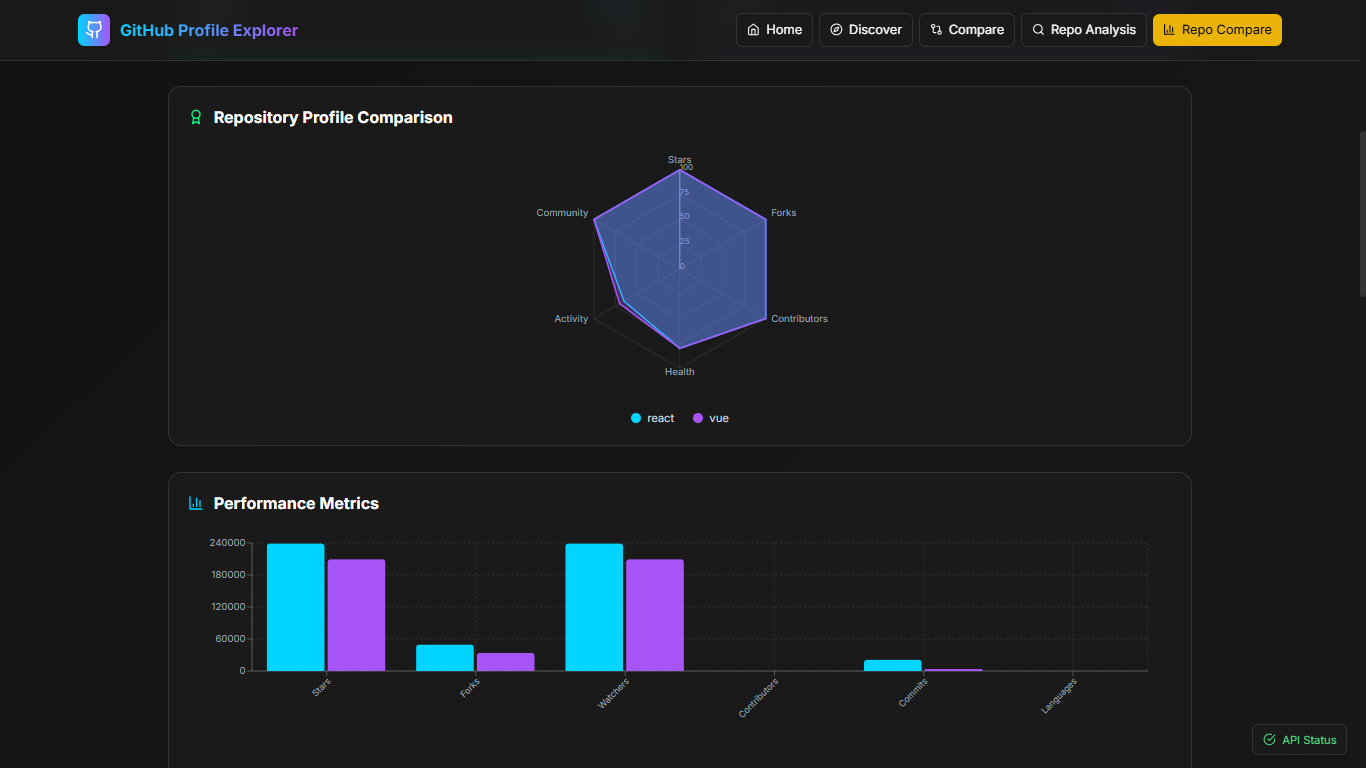 GitHub Profile Explorer
Home
Discover
Compare
Repo Analysis
Repo Compare
Repository Profile Comparison
Stars
100
75
50
25
0
Community
Forks
Activity
Contributors
Health
react
vue
Performance Metrics
240000
180000
120000
60000
0
Stars
Forks
Watchers
Contributors
Commits
Languages
API Status